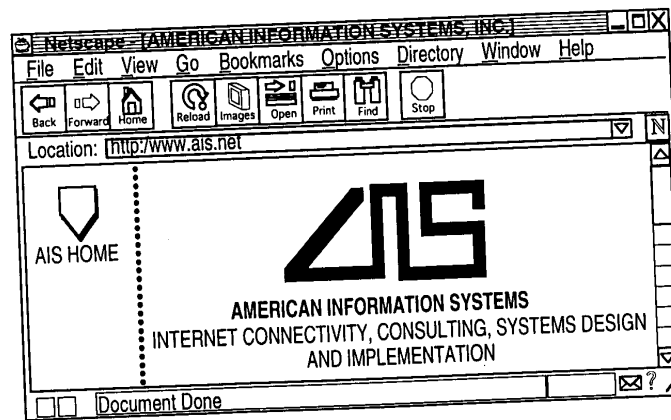 Netscape - [AMERICAN INFORMATION SYSTEMS, INC.]
File Edit View Go Bookmarks Options Directory Window Help
Back Forward Home Reload Images Open Print Find Stop
Location: http:/www.ais.net N
AIS HOME
AIS
AMERICAN INFORMATION SYSTEMS
INTERNET CONNECTIVITY, CONSULTING, SYSTEMS DESIGN
AND IMPLEMENTATION
Document Done ?